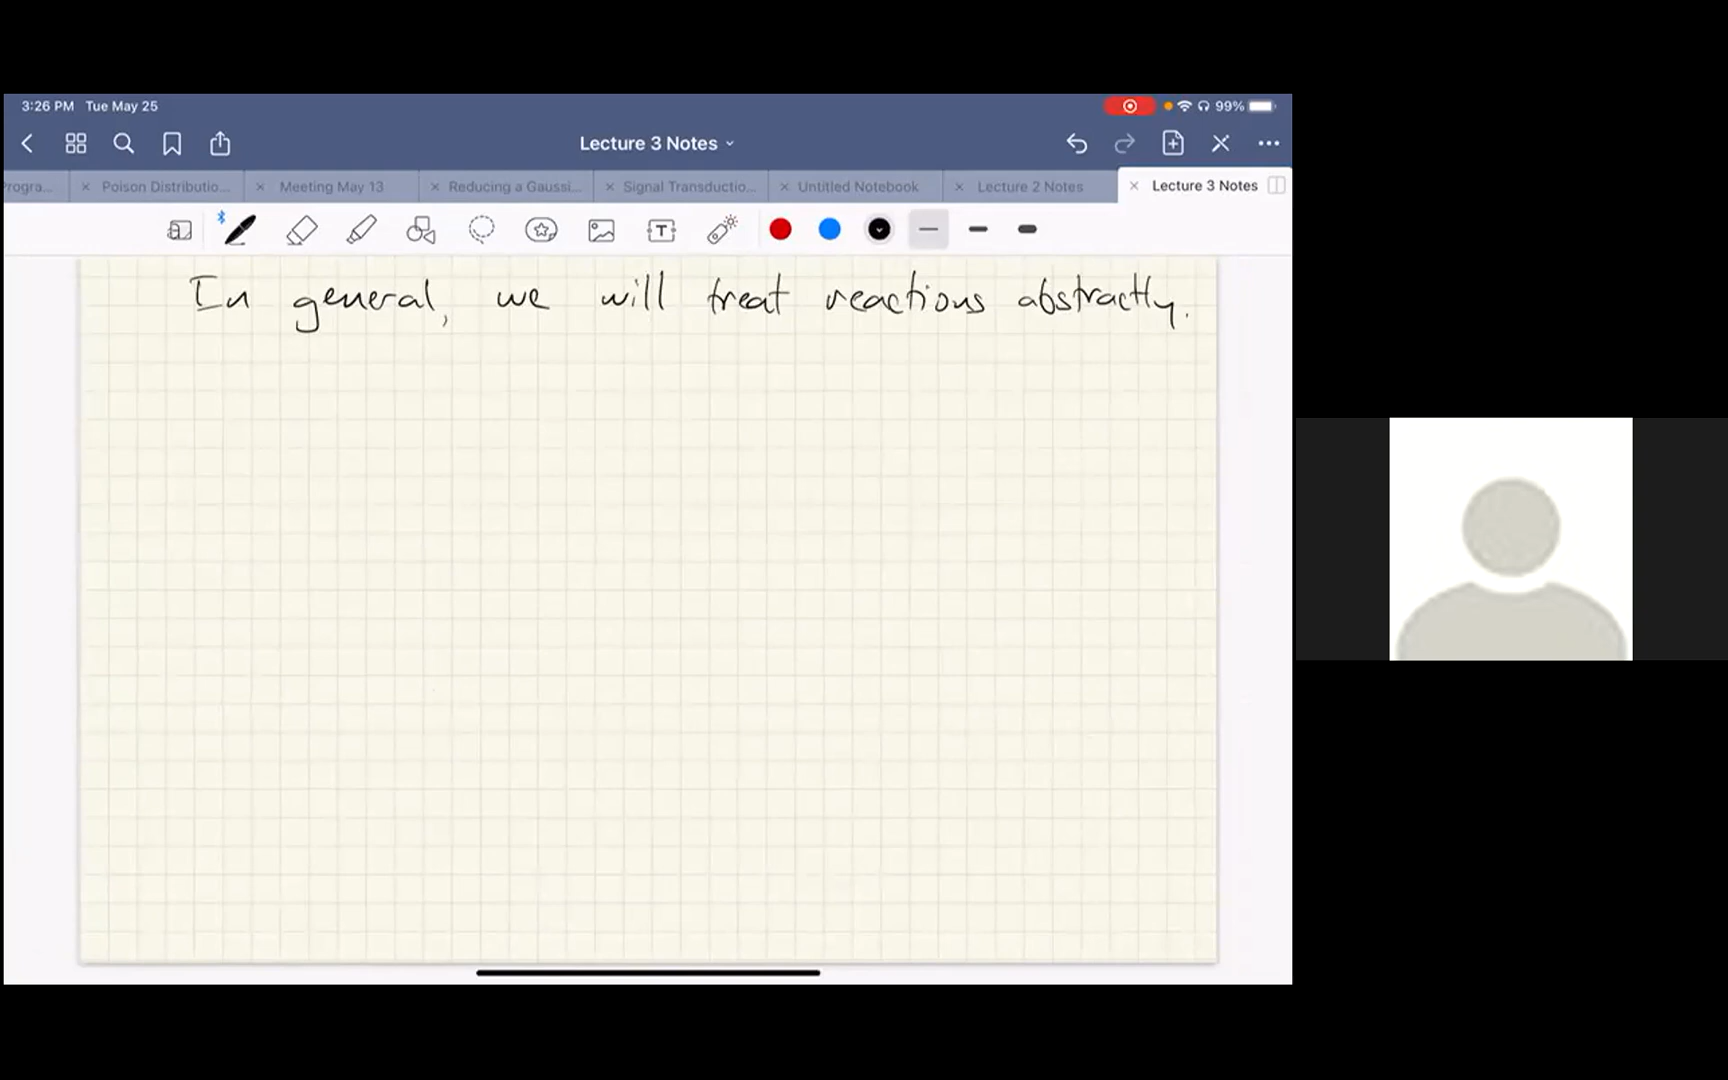 3:26 PM Tue May 25
99%
Lecture 3 Notes
Progra... Poison Distributio... Meeting May 13 Reducing a Gaussi... Signal Transductio... Untitled Notebook Lecture 2 Notes Lecture 3 Notes
T
In general, we will treat reactions abstractly.